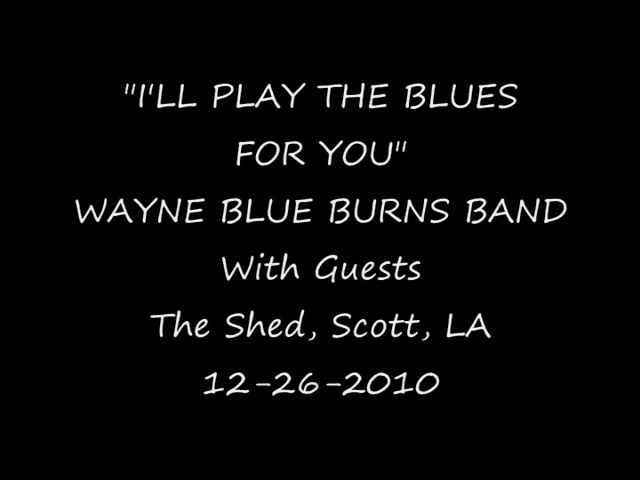 "I'LL PLAY THE BLUES
FOR YOU"
WAYNE BLUE BURNS BAND
With Guests
The Shed, Scott, LA
12-26-2010